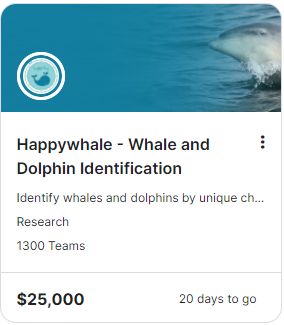 Happywhale - Whale and
Dolphin Identification
Identify whales and dolphins by unique ch...
Research
1300 Teams
$25,000
20 days to go